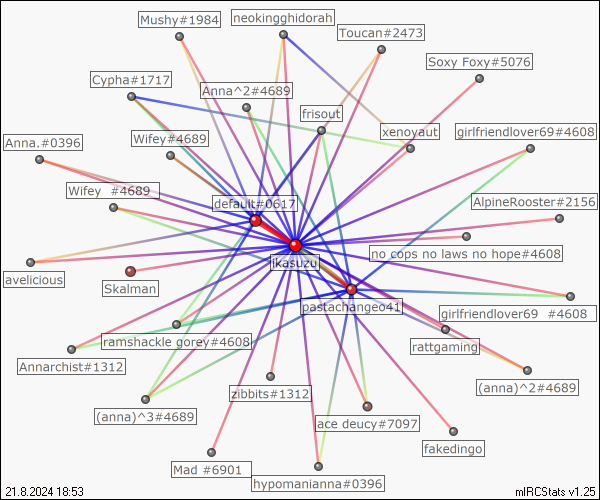 Mushy#1984
neokingghidorah
Toucan#2473
Soxy Foxy#5076
Cypha#1717
Anna^2#4689
frisout
xenoyaut
girlfriendlover69#4608
Anna.#0396
Wifey#4689
Wifey #4689
default#0617
AlpineRooster#2156
jkasuzu
no cops no laws no hope#4608
avelicious
Skalman
pastachangeo41
girlfriendlover69 #4608
ramshackle gorey#4608
rattgaming
Annarchist#1312
(anna)^2#4689
zibbits#1312
(anna)^3#4689
ace deucy#7097
fakedingo
Mad #6901
hypomanianna#0396
21.8.2024 18:53
mIRCStats v1.25